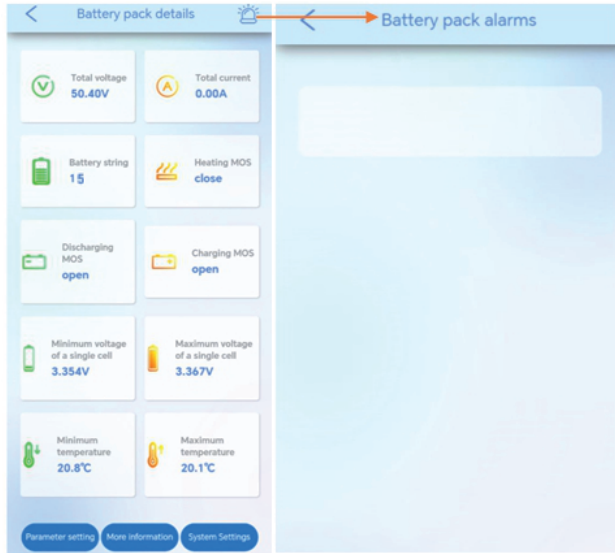 Battery pack details
Battery pack alarms
Total voltage
50.40V
Total current
0.00A
Battery string
15
Heating MOS
close
Discharging
MOS
open
Charging MOS
open
Minimum voltage
of a single cell
3.354V
Maximum voltage
of a single cell
3.367V
Minimum
temperature
20.8℃
Maximum
temperature
20.1℃
Parameter setting
More information
System Settings